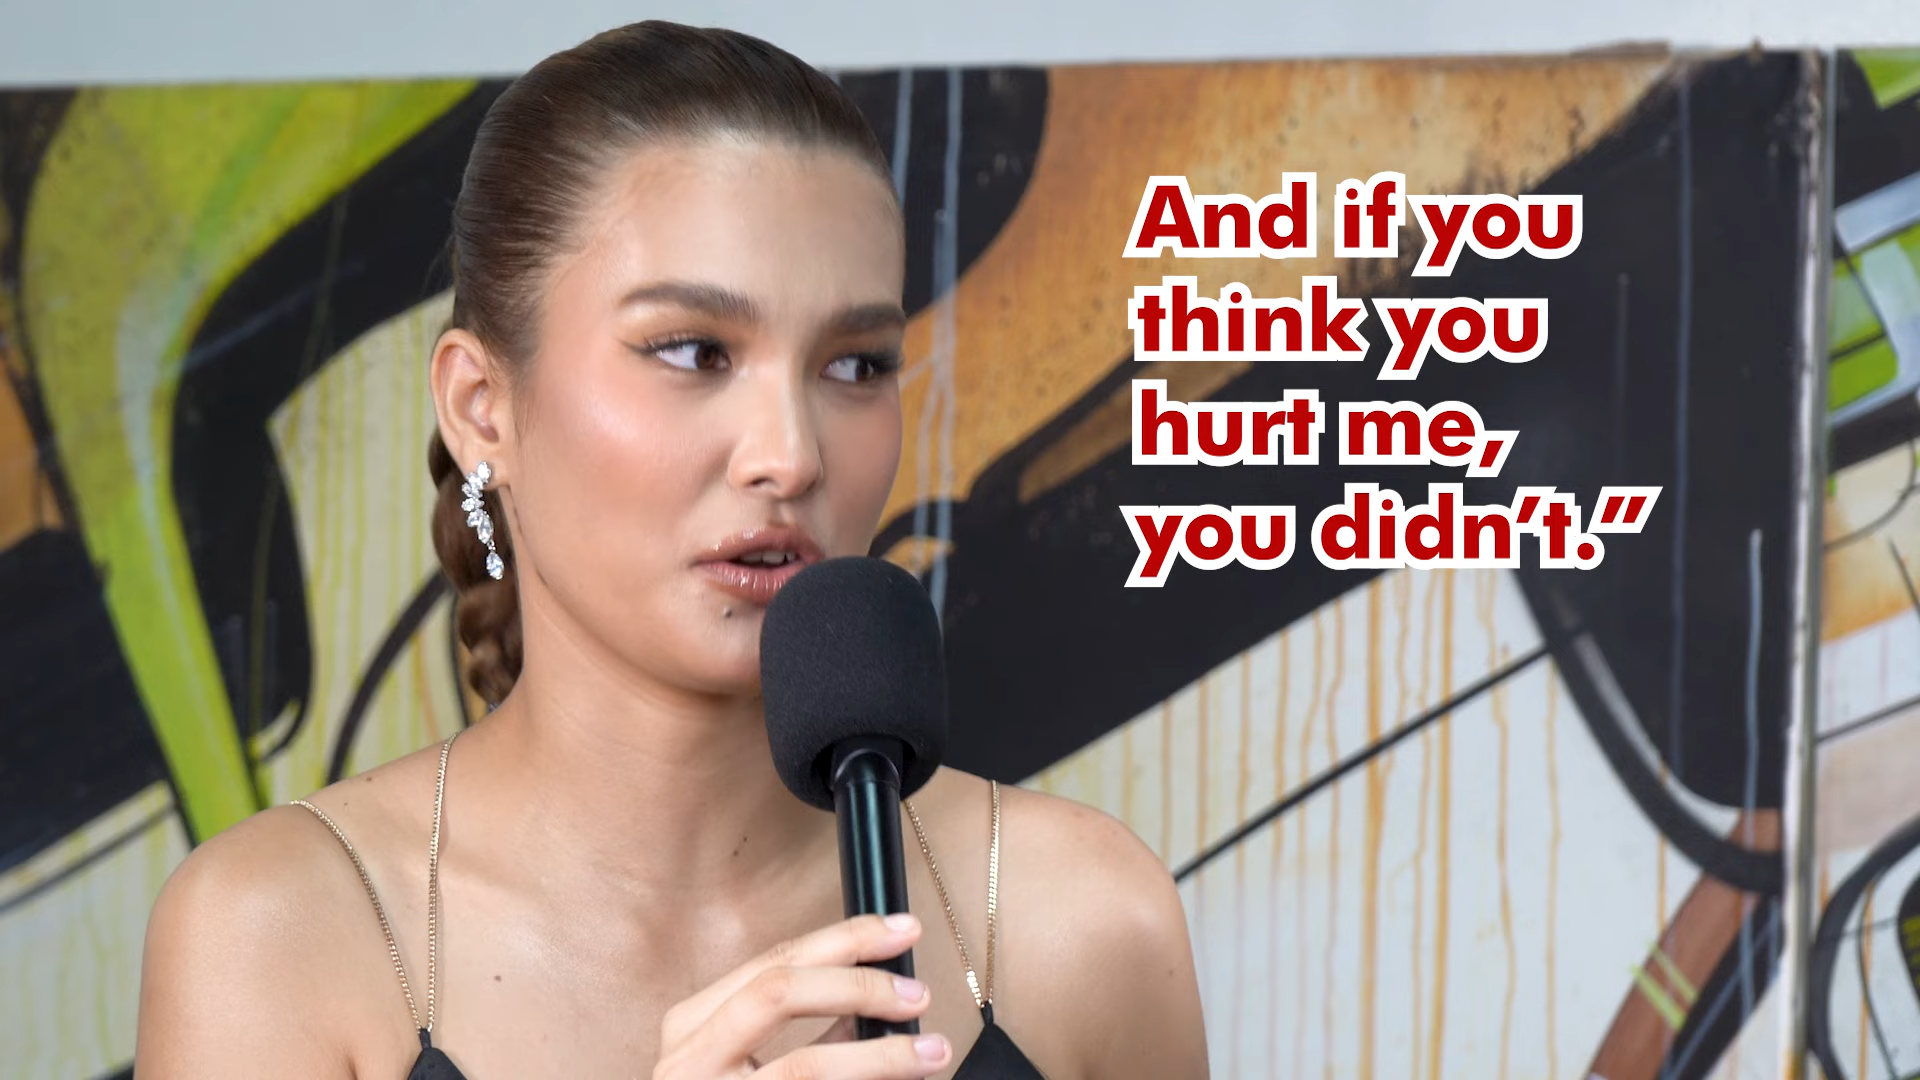 And if you
think you
hurt me,
you didn’t.”